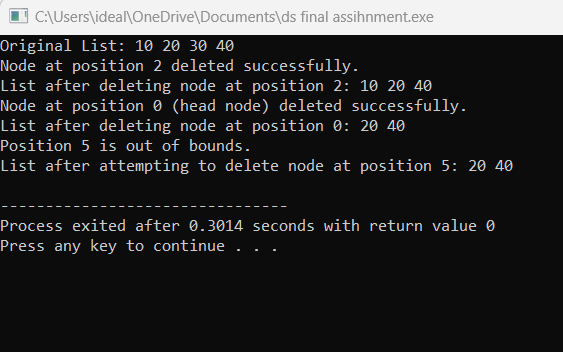 C:\Users\ideal\OneDrive\Documents\ds final assihnment.exe
Original List: 10 20 30 40
Node at position 2 deleted successfully.
List after deleting node at position 2: 10 20 40
Node at position 0 (head node) deleted successfully.
List after deleting node at position 0: 20 40
Position 5 is out of bounds.
List after attempting to delete node at position 5: 20 40
--------------------------------
Process exited after 0.3014 seconds with return value 0
Press any key to continue . . .